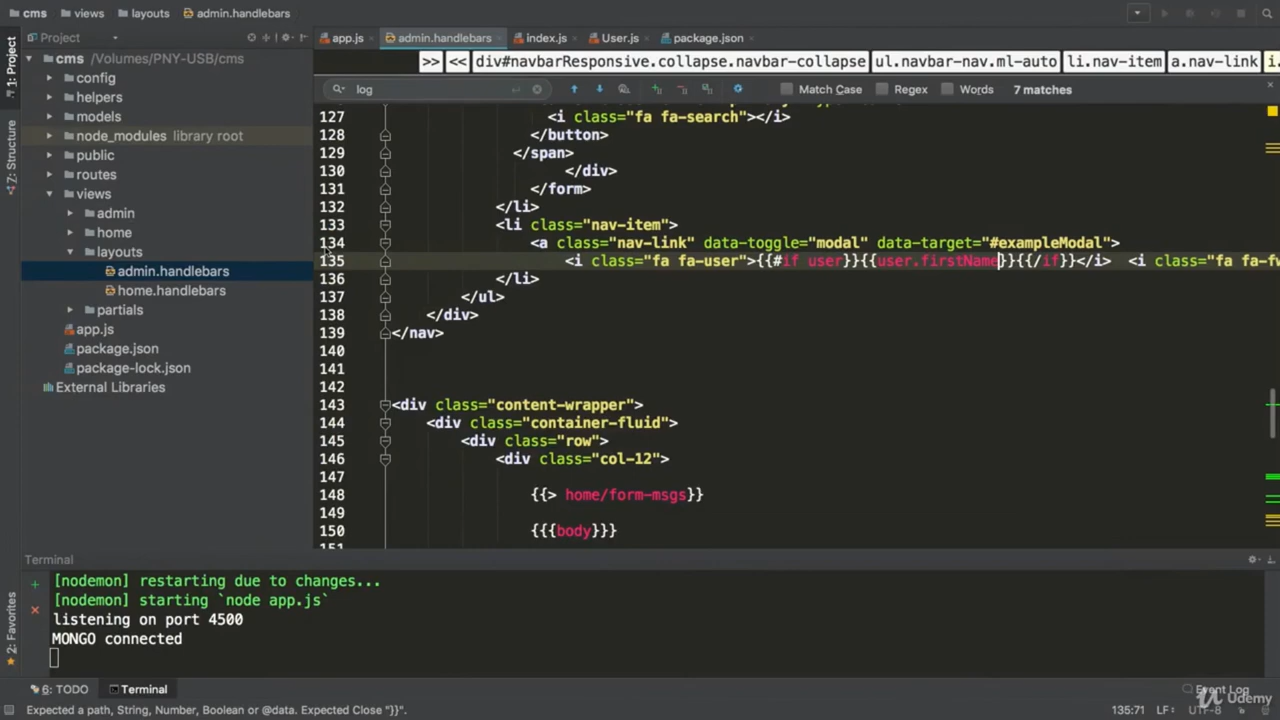 cms views layouts admin.handlebars
Project
app.js admin.handlebars index.js User.js package.json
cms /Volumes/PNY-USB/cms
>> << div#navbarResponsive.collapse.navbar-collapse ul.navbar-nav.ml-auto li.nav-item a.nav-link i.
config
log Match Case Regex Words 7 matches
helpers
models
node_modules library root
public
routes
views
admin
home
layouts
admin.handlebars
home.handlebars
partials
app.js
package.json
package-lock.json
External Libraries
1: Project
7: Structure
2: Favorites
127 <i class="fa fa-search"></i>
128 </button>
129 </span>
130 </div>
131 </form>
132 </li>
133 <li class="nav-item">
134 <a class="nav-link" data-toggle="modal" data-target="#exampleModal">
135 <i class="fa fa-user">{{#if user}}{{user.firstName}}{{/if}}</i> <i class="fa fa-fw
136 </li>
137 </ul>
138 </div>
139 </nav>
140
141
142
143 <div class="content-wrapper">
144 <div class="container-fluid">
145 <div class="row">
146 <div class="col-12">
147
148 {{> home/form-msgs}}
149
150 {{{body}}}
151
Terminal
[nodemon] restarting due to changes...
[nodemon] starting `node app.js`
listening on port 4500
MONGO connected
6: TODO Terminal Event Log
Expected a path, String, Number, Boolean or @data. Expected Close "}}". 135:71 LF÷ UTF-8
Udemy